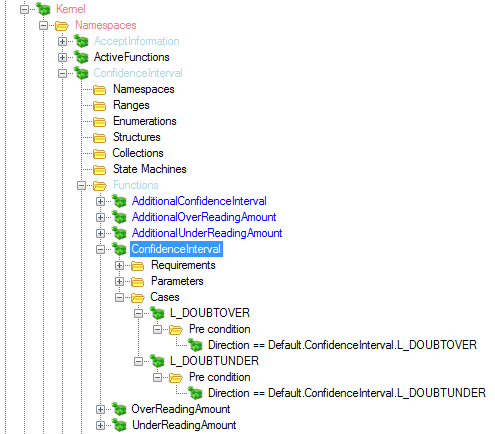 Kernel
Namespaces
AcceptInformation
ActiveFunctions
ConfidenceInterval
Namespaces
Ranges
Enumerations
Structures
Collections
State Machines
Functions
AdditionalConfidenceInterval
AdditionalOverReadingAmount
AdditionalUnderReadingAmount
ConfidenceInterval
Requirements
Parameters
Cases
L_DOUBTOVER
Pre condition
Direction == Default.ConfidenceInterval.L_DOUBTOVER
L_DOUBTUNDER
Pre condition
Direction == Default.ConfidenceInterval.L_DOUBTUNDER
OverReadingAmount
UnderReadingAmount